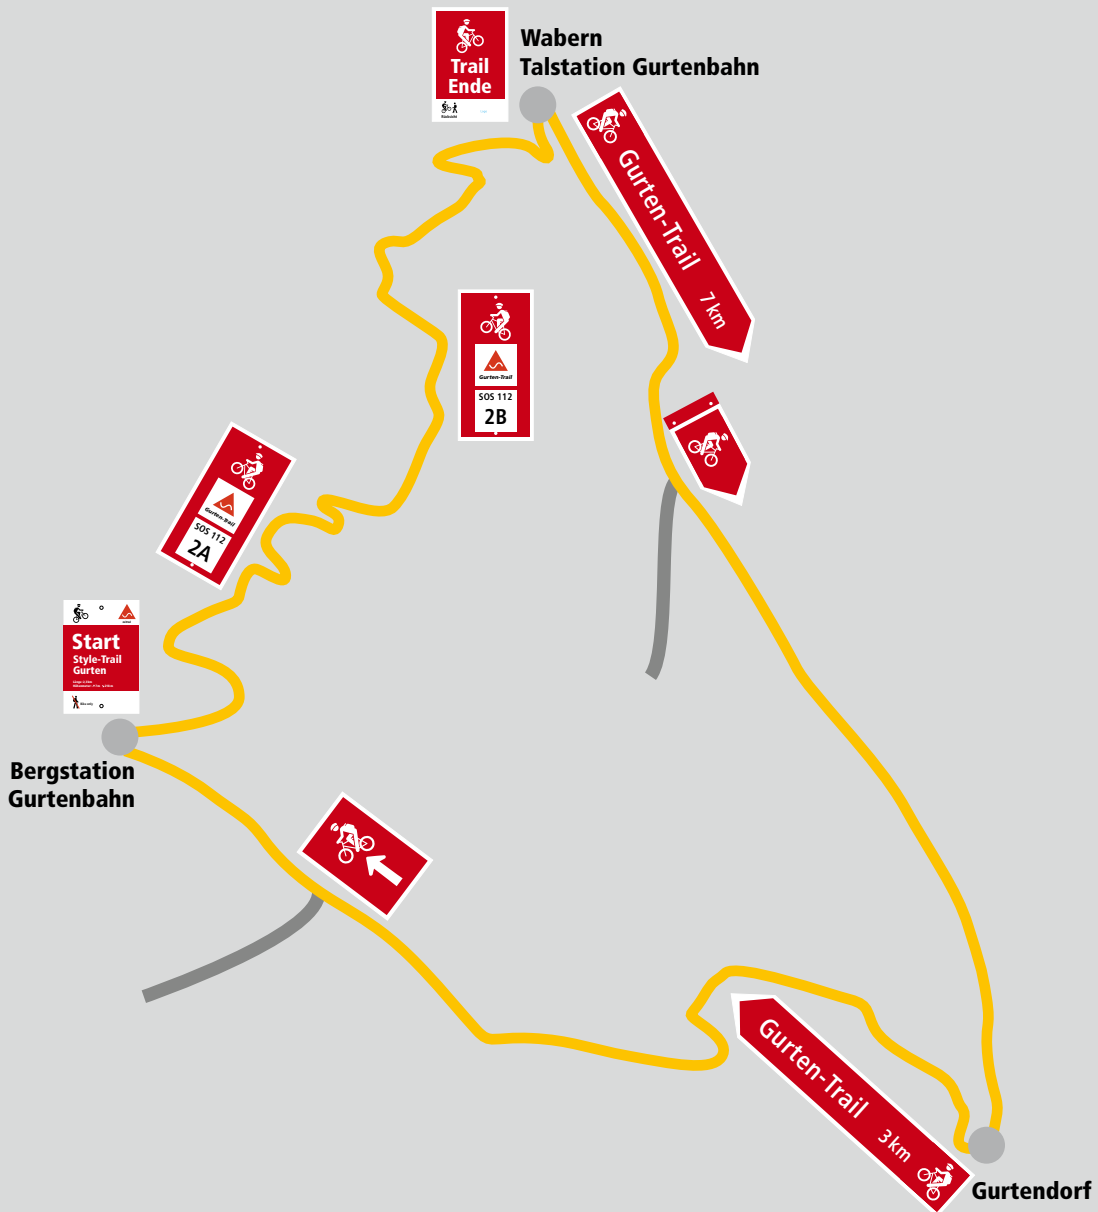 Trail
Ende
Wabern
Talstation Gurtenbahn
Gurten-Trail 7 km
Gurten-Trail
SOS 112
2B
Gurten-Trail
SOS 112
2A
Start
Style-Trail
Gurten
Bergstation
Gurtenbahn
Gurten-Trail 3 km
Gurtendorf